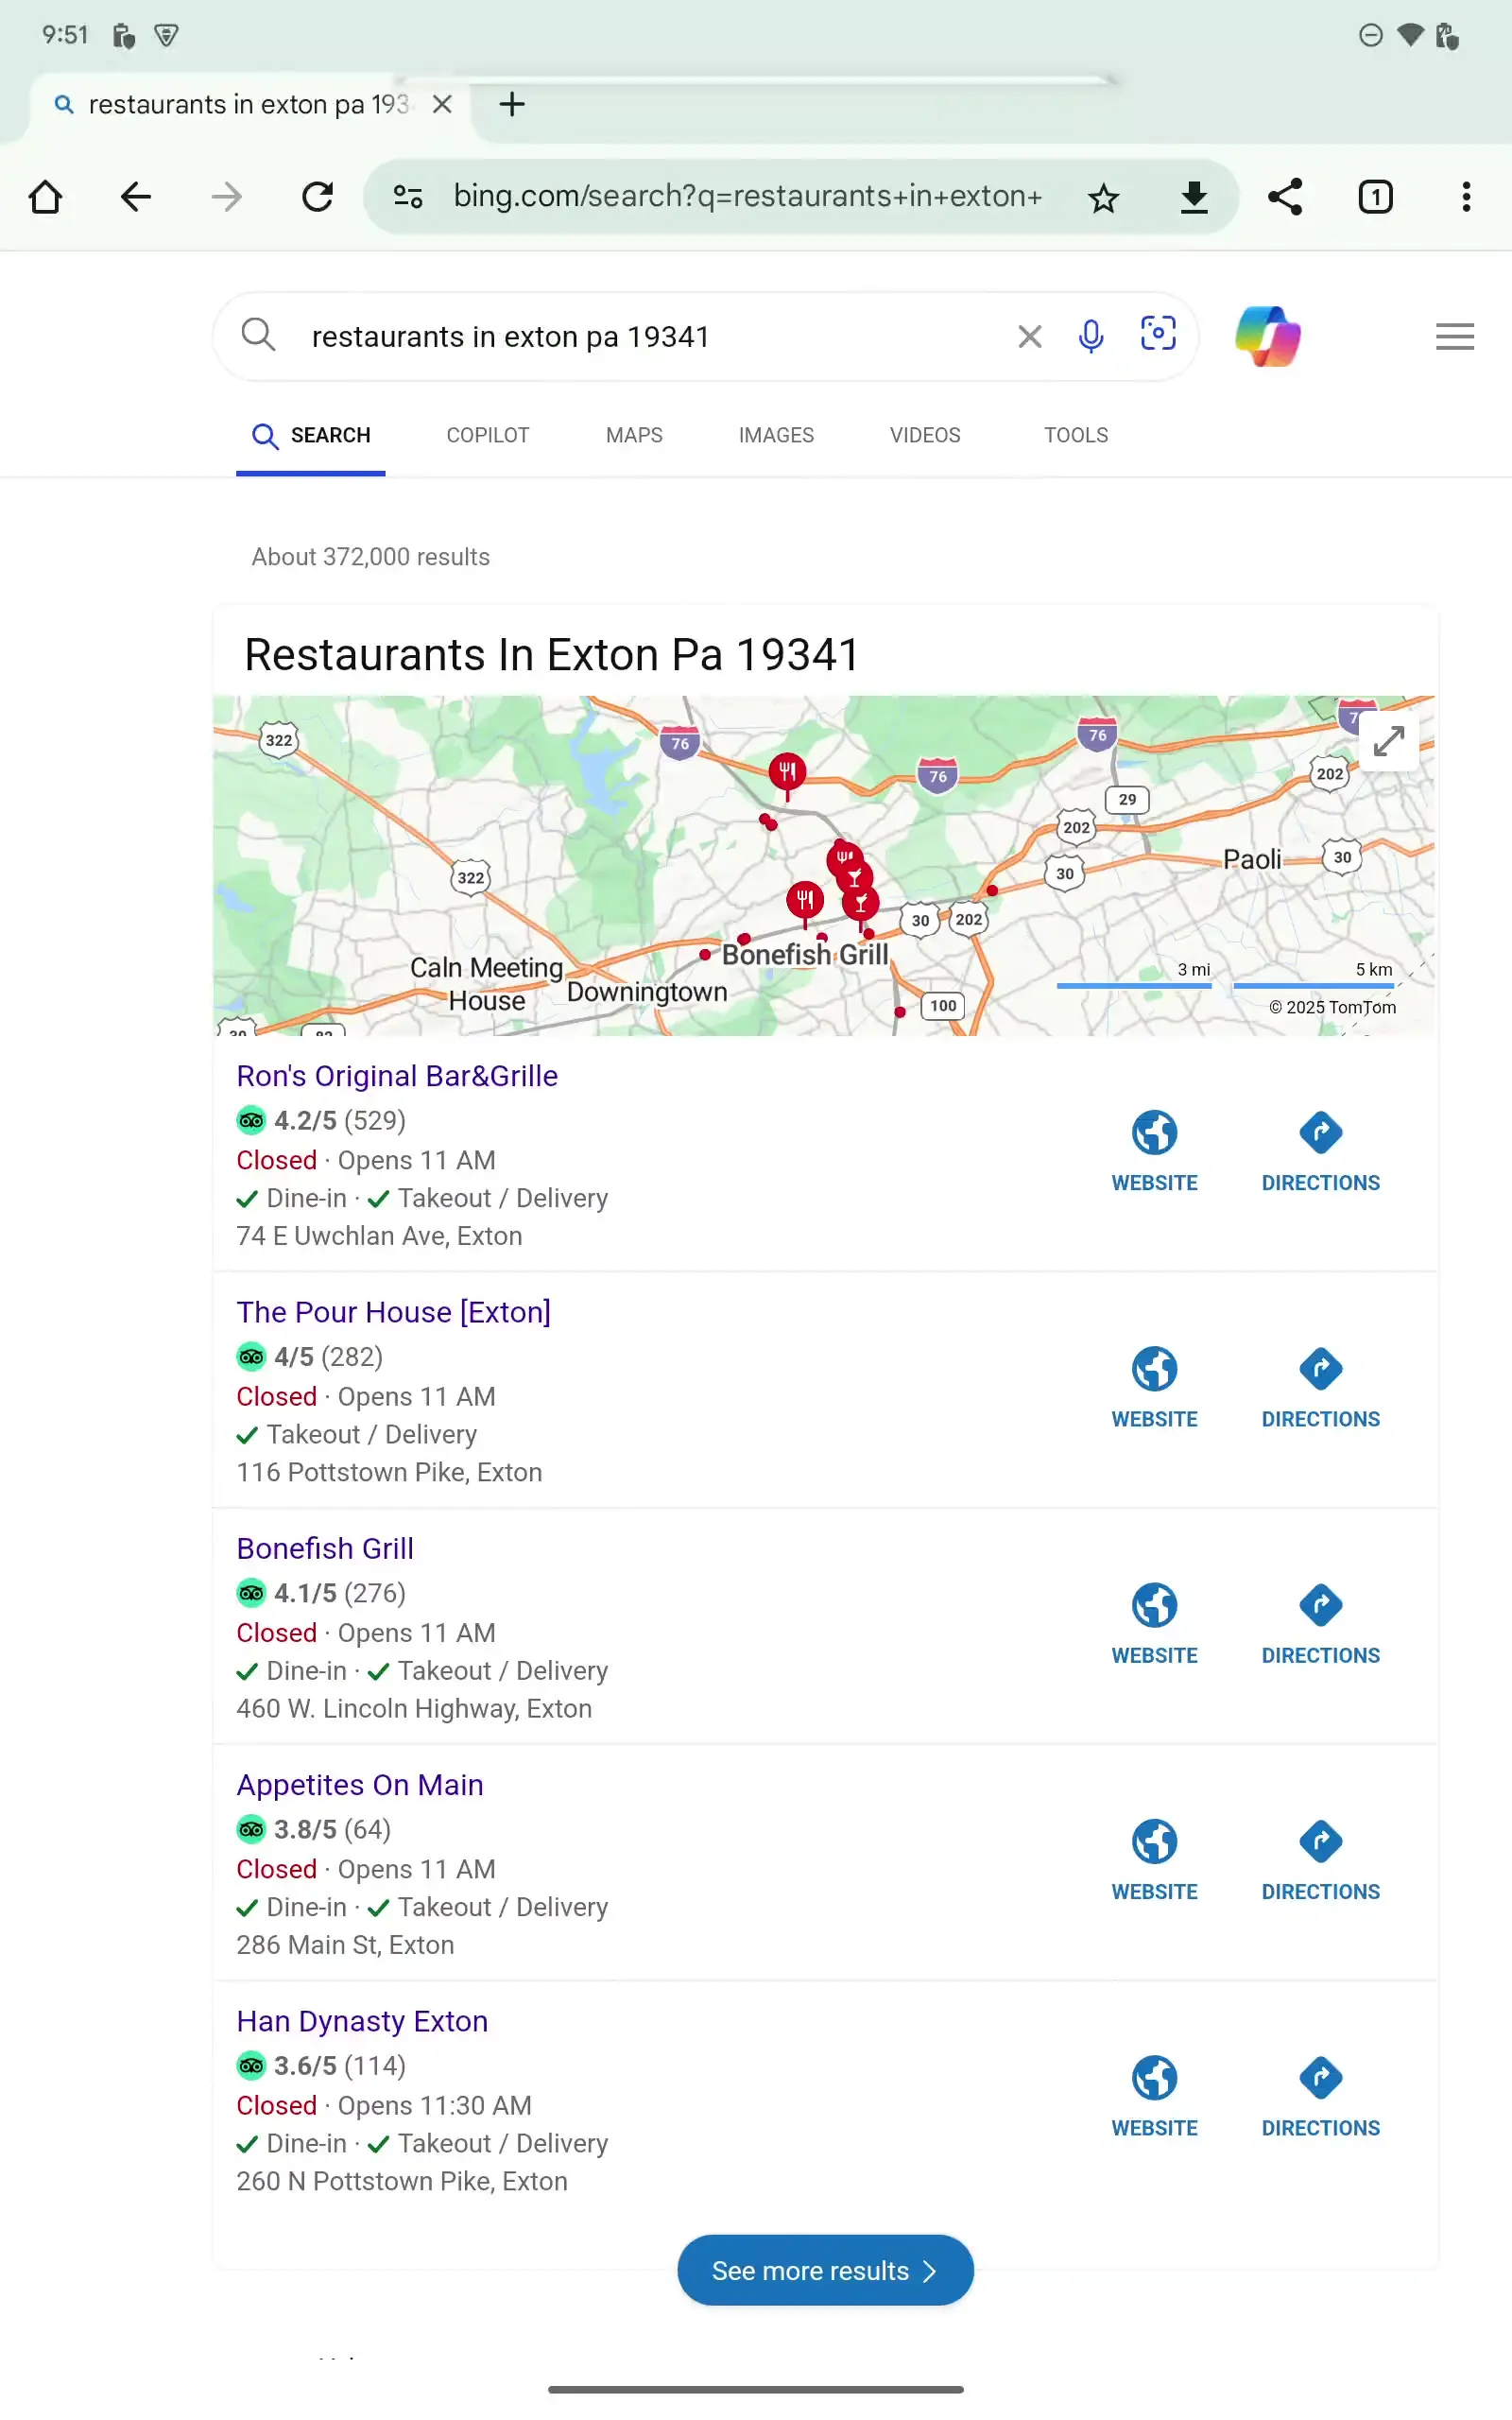 9:51
restaurants in exton pa 193
1
bing.com/search?q=restaurants+in+exton+
restaurants in exton pa 19341
SEARCH
COPILOT
MAPS
IMAGES
VIDEOS
TOOLS
About 372,000 results
Restaurants In Exton Pa 19341
322
76
76
76
202
29
202
322
30
Paoli
30
30
202
Bonefish Grill
Caln Meeting
House
Downingtown
100
3 mi
5 km
© 2025 TomTom
Ron's Original Bar&Grille
4.2/5 (529)
Closed · Opens 11 AM
Dine-in · Takeout / Delivery
74 E Uwchlan Ave, Exton
WEBSITE
DIRECTIONS
The Pour House [Exton]
4/5 (282)
Closed · Opens 11 AM
Takeout / Delivery
116 Pottstown Pike, Exton
WEBSITE
DIRECTIONS
Bonefish Grill
4.1/5 (276)
Closed · Opens 11 AM
Dine-in · Takeout / Delivery
460 W. Lincoln Highway, Exton
WEBSITE
DIRECTIONS
Appetites On Main
3.8/5 (64)
Closed · Opens 11 AM
Dine-in · Takeout / Delivery
286 Main St, Exton
WEBSITE
DIRECTIONS
Han Dynasty Exton
3.6/5 (114)
Closed · Opens 11:30 AM
Dine-in · Takeout / Delivery
260 N Pottstown Pike, Exton
WEBSITE
DIRECTIONS
See more results